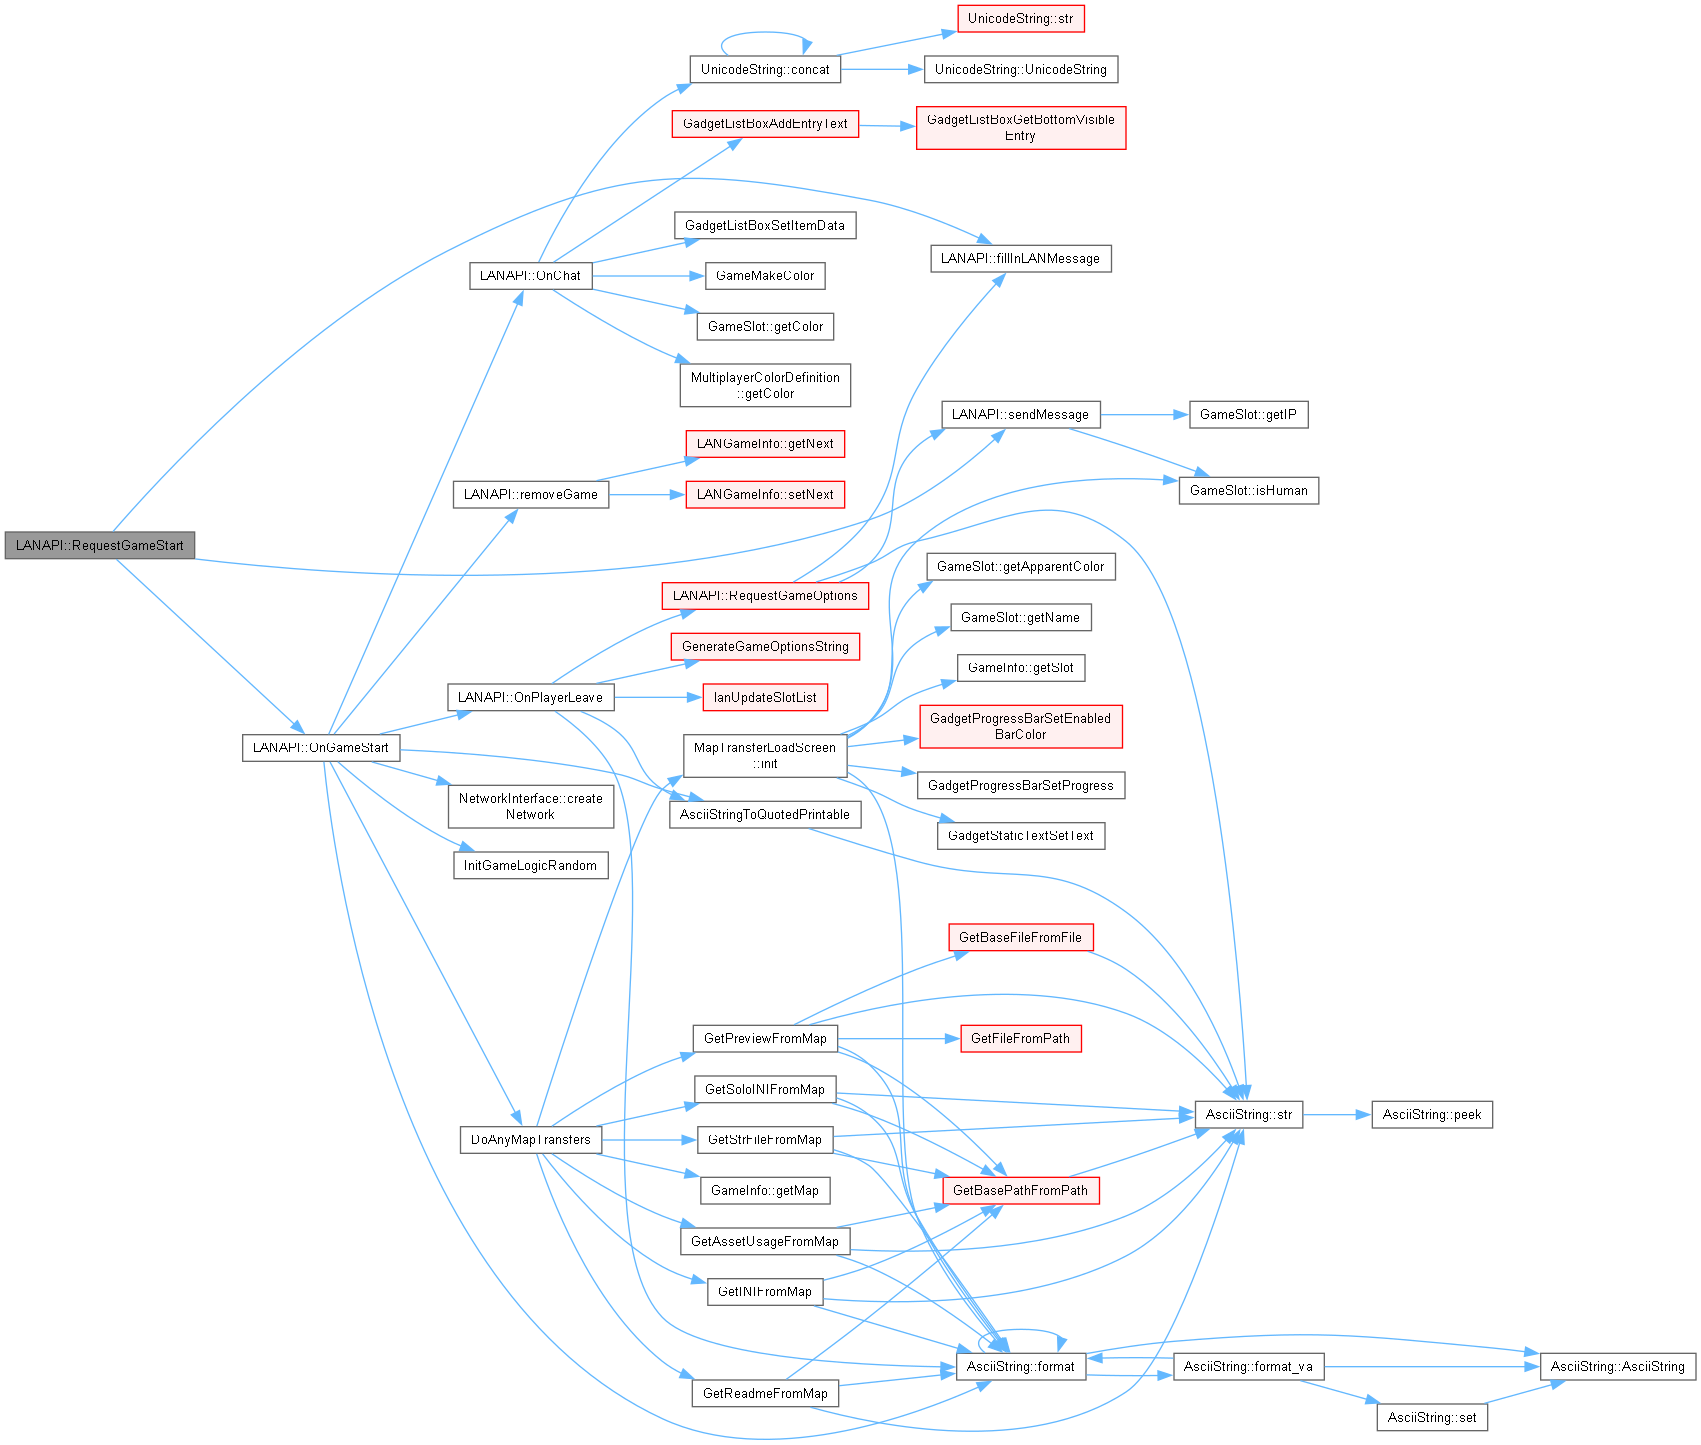 UnicodeString::str
UnicodeString::concat
UnicodeString::UnicodeString
GadgetListBoxAddEntryText
GadgetListBoxGetBottomVisible
Entry
GadgetListBoxSetItemData
LANAPI::fillInLANMessage
LANAPI::OnChat
GameMakeColor
GameSlot::getColor
MultiplayerColorDefinition
::getColor
LANAPI::sendMessage
GameSlot::getIP
LANGameInfo::getNext
LANAPI::removeGame
LANGameInfo::setNext
GameSlot::isHuman
LANAPI::RequestGameStart
GameSlot::getApparentColor
LANAPI::RequestGameOptions
GameSlot::getName
GenerateGameOptionsString
GameInfo::getSlot
LANAPI::OnPlayerLeave
lanUpdateSlotList
GadgetProgressBarSetEnabled
BarColor
LANAPI::OnGameStart
MapTransferLoadScreen
::init
GadgetProgressBarSetProgress
NetworkInterface::create
Network
AsciiStringToQuotedPrintable
GadgetStaticTextSetText
InitGameLogicRandom
GetBaseFileFromFile
GetPreviewFromMap
GetFileFromPath
GetSoloINIFromMap
AsciiString::str
AsciiString::peek
DoAnyMapTransfers
GetStrFileFromMap
GameInfo::getMap
GetBasePathFromPath
GetAssetUsageFromMap
GetINIFromMap
AsciiString::format
AsciiString::format_va
AsciiString::AsciiString
GetReadmeFromMap
AsciiString::set